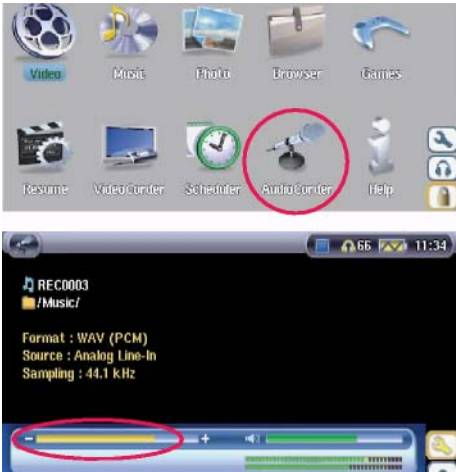 Video Music Photo Browser Games
Resume VideoCorder Scheduler AudioCorder Help
66 11:34
REC0003
/Music/
Format : WAV (PCM)
Source : Analog Line-In
Sampling : 44.1 kHz